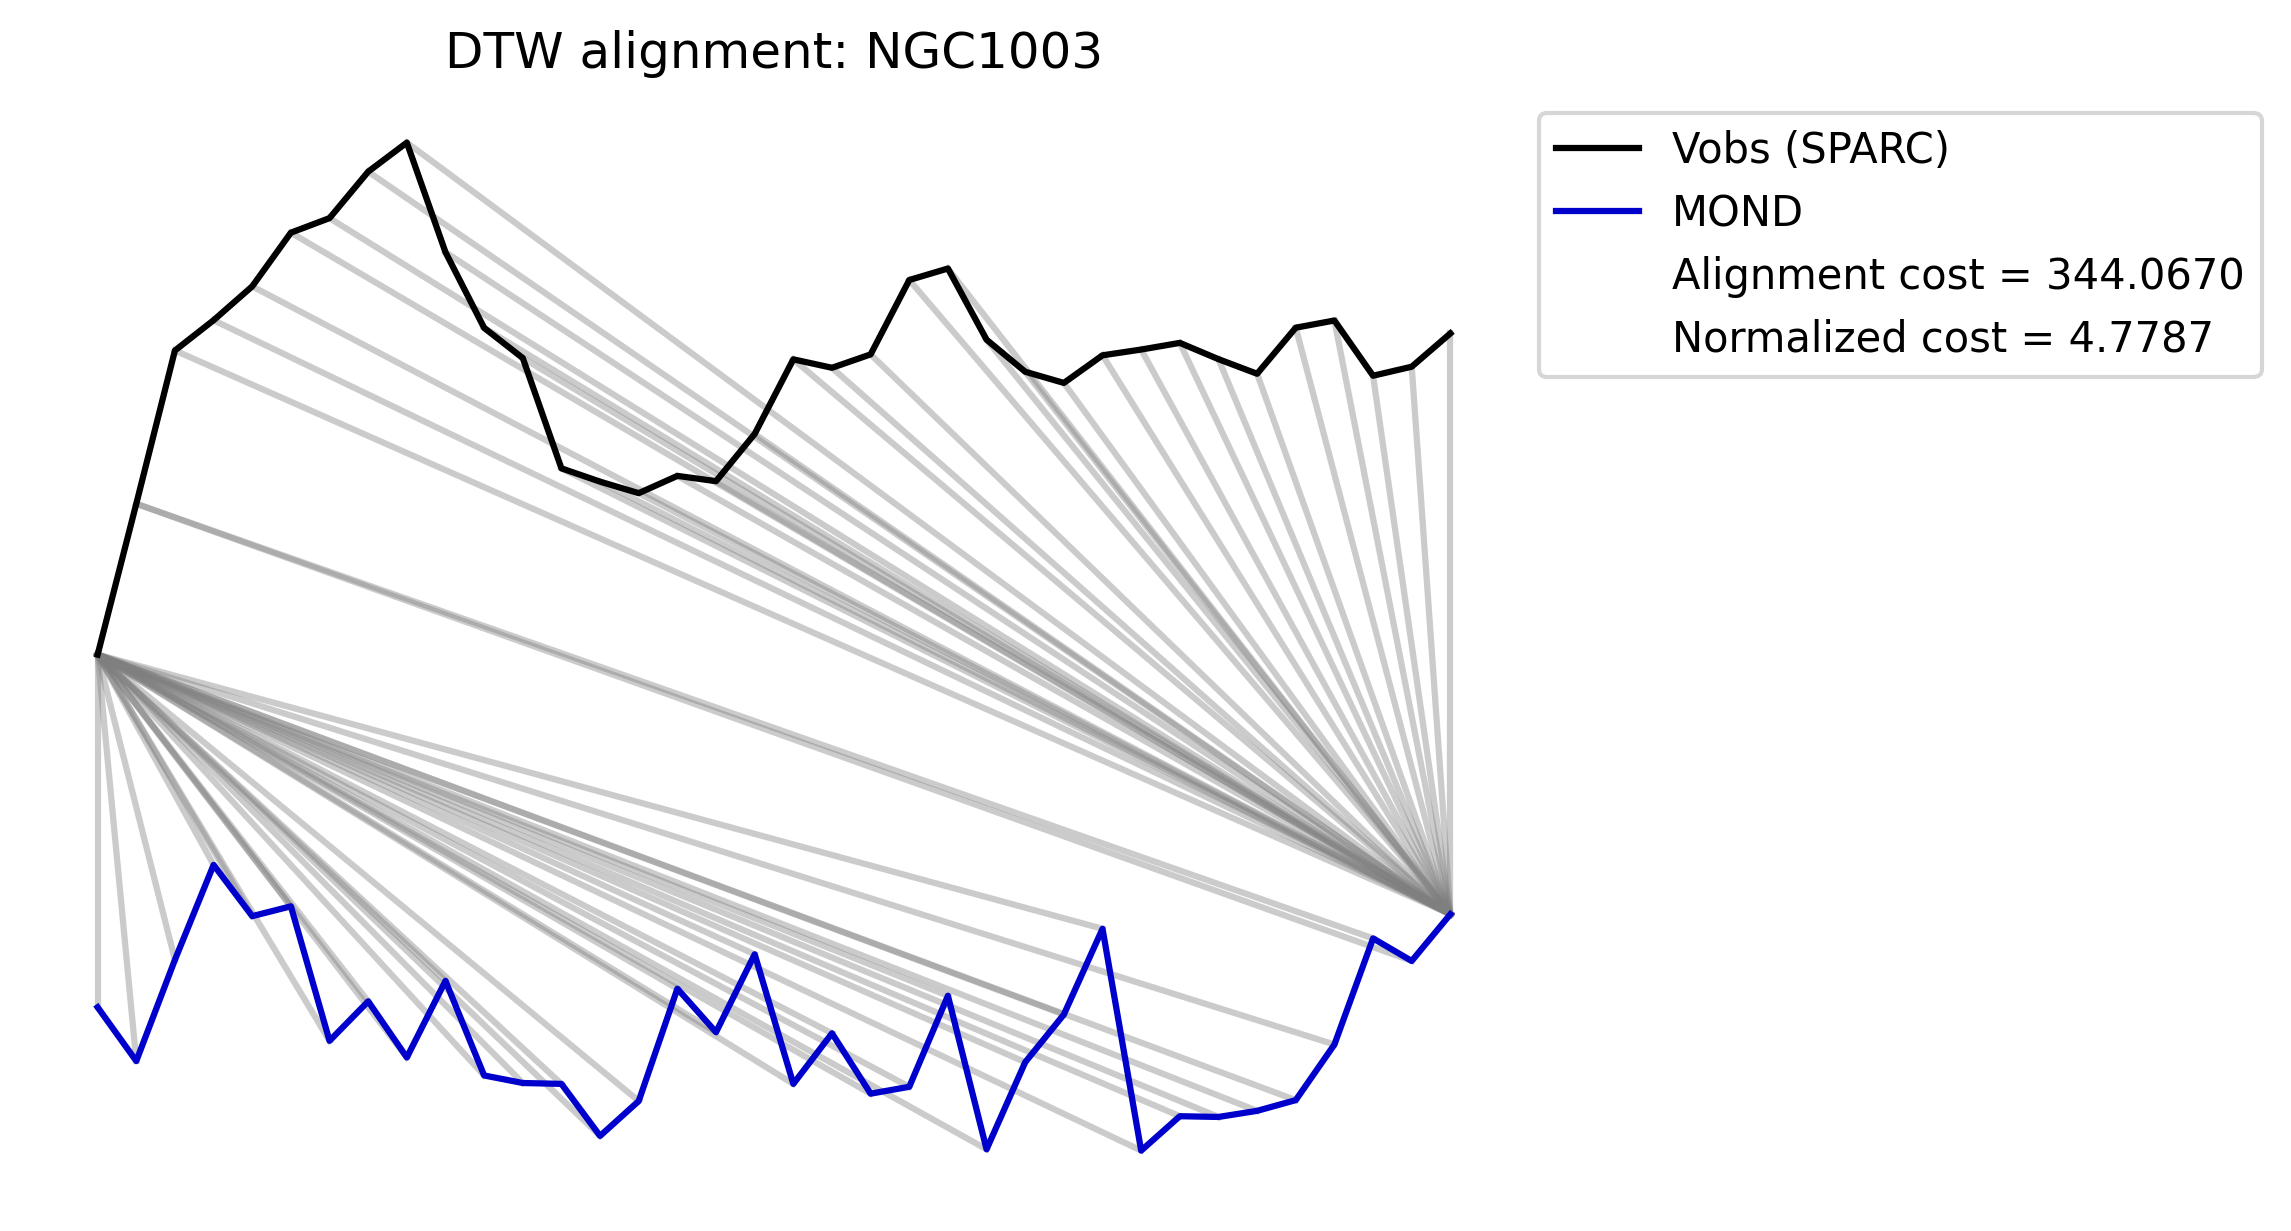 DTW alignment: NGC1003
Vobs (SPARC)
MOND
Alignment cost = 344.0670
Normalized cost = 4.7787